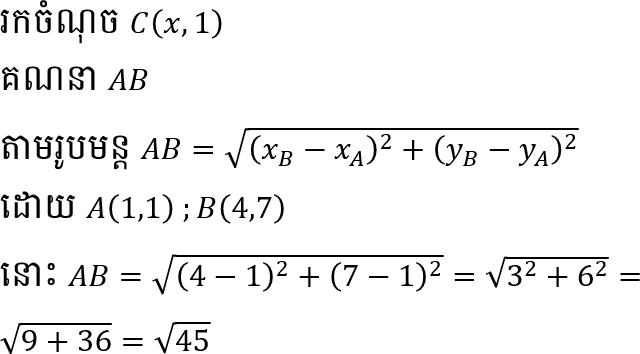 រកចំណុច C(x, 1)
គណនា AB
តាមរូបមន្ត AB = √((x_B − x_A)² + (y_B − y_A)²)
ដោយ A(1,1) ; B(4,7)
នោះ AB = √((4 − 1)² + (7 − 1)²) = √(3² + 6²) =
√(9 + 36) = √45